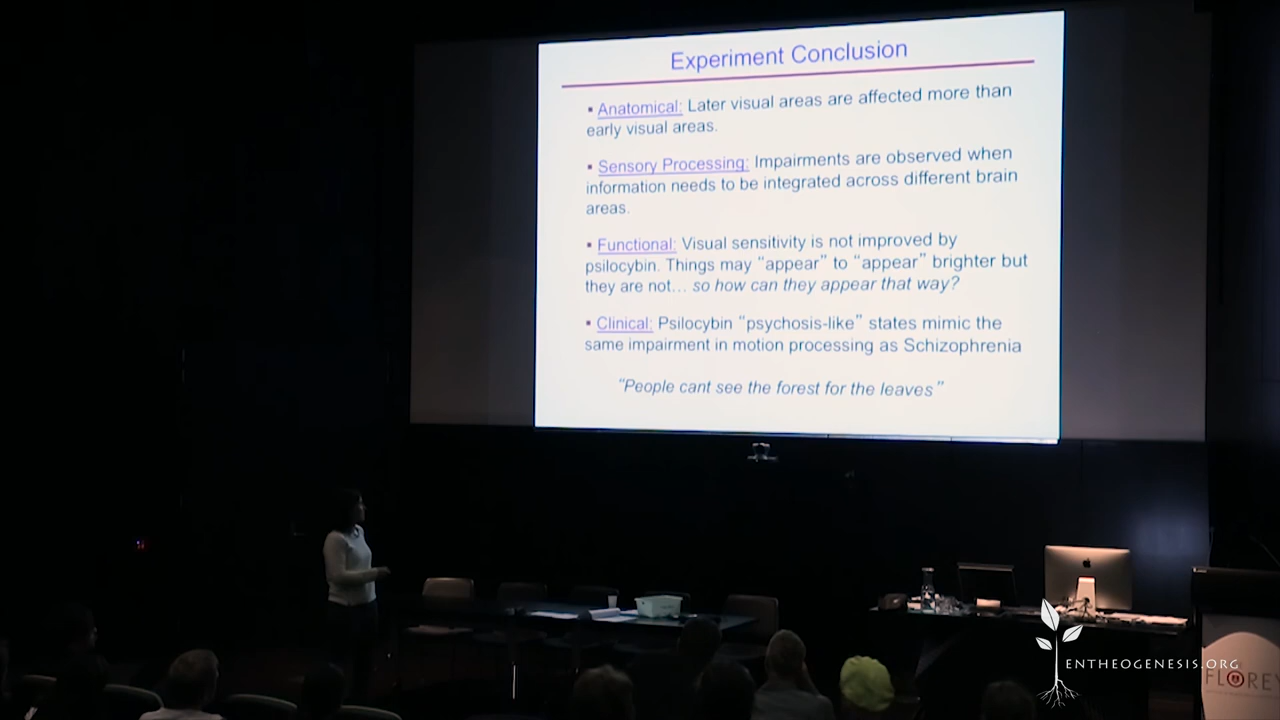 Experiment Conclusion
▪ Anatomical: Later visual areas are affected more than
early visual areas.
▪ Sensory Processing: Impairments are observed when
information needs to be integrated across different brain
areas.
▪ Functional: Visual sensitivity is not improved by
psilocybin. Things may “appear” to “appear” brighter but
they are not… so how can they appear that way?
▪ Clinical: Psilocybin “psychosis-like” states mimic the
same impairment in motion processing as Schizophrenia
“People cant see the forest for the leaves”
ENTHEOGENESIS.ORG
FLOREY